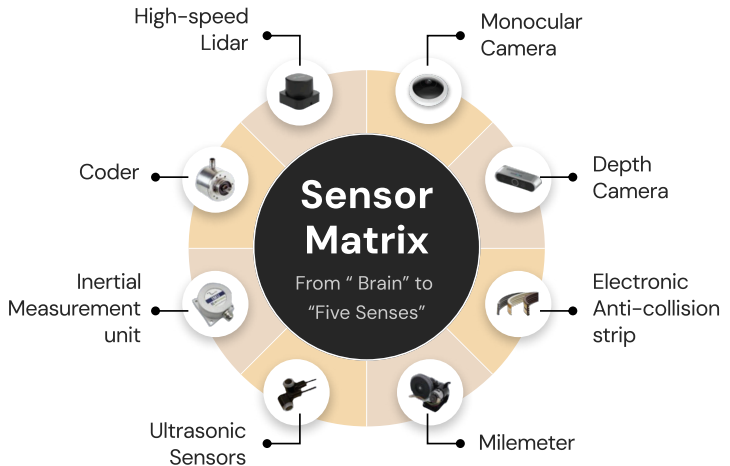 High-speed
Lidar
Monocular
Camera
Coder
Depth
Camera
Sensor
Matrix
From “ Brain” to
“Five Senses”
Inertial
Measurement
unit
Electronic
Anti-collision
strip
Ultrasonic
Sensors
Milemeter